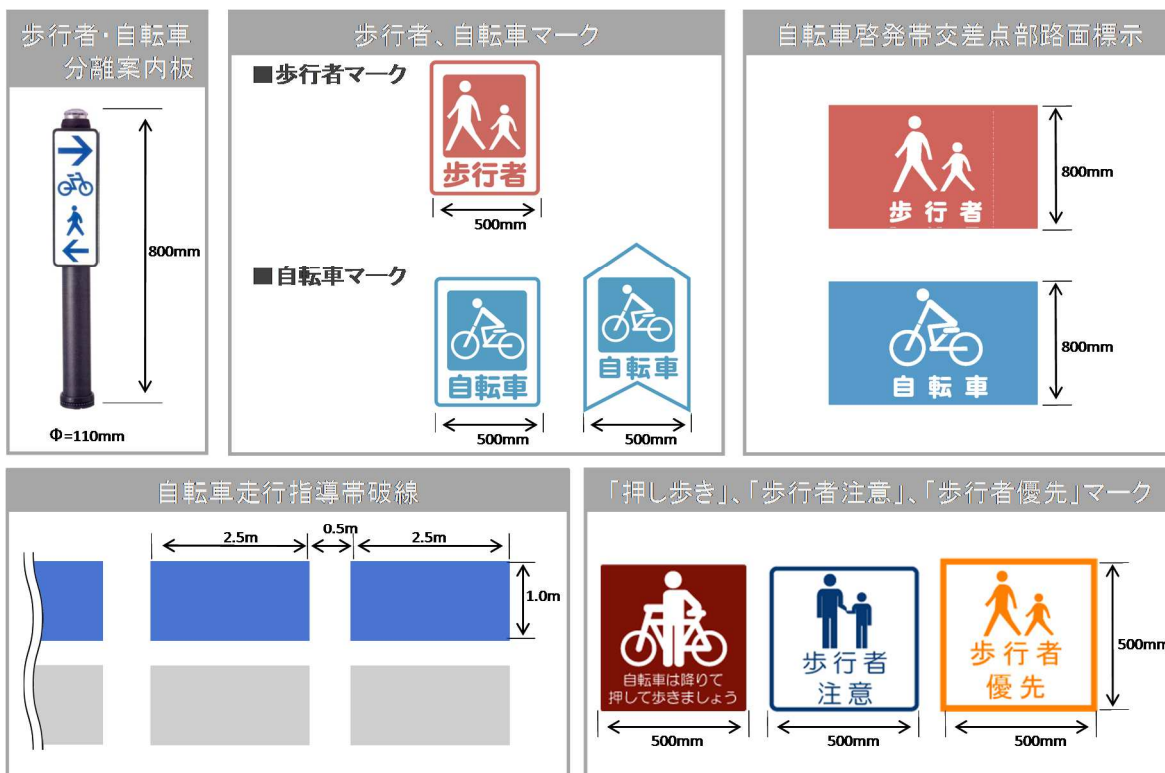 歩行者・自転車
分離案内板
800mm
Φ=110mm
歩行者、自転車マーク
■歩行者マーク
歩行者
500mm
■自転車マーク
自転車
自転車
500mm
500mm
自転車啓発帯交差点部路面標示
歩行者
800mm
自転車
800mm
自転車走行指導帯破線
2.5m
0.5m
2.5m
1.0m
「押し歩き」、「歩行者注意」、「歩行者優先」マーク
自転車は降りて
押して歩きましょう
歩行者
注意
歩行者
優先
500mm
500mm
500mm
500mm